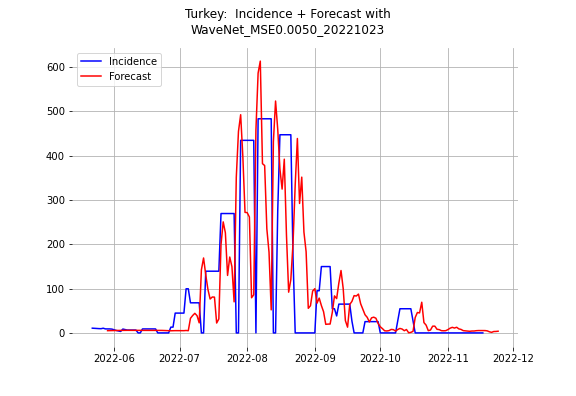 Turkey:  Incidence + Forecast with
WaveNet_MSE0.0050_20221023
Incidence
Forecast
600
500
400
300
200
100
0
2022-06 2022-07 2022-08 2022-09 2022-10 2022-11 2022-12